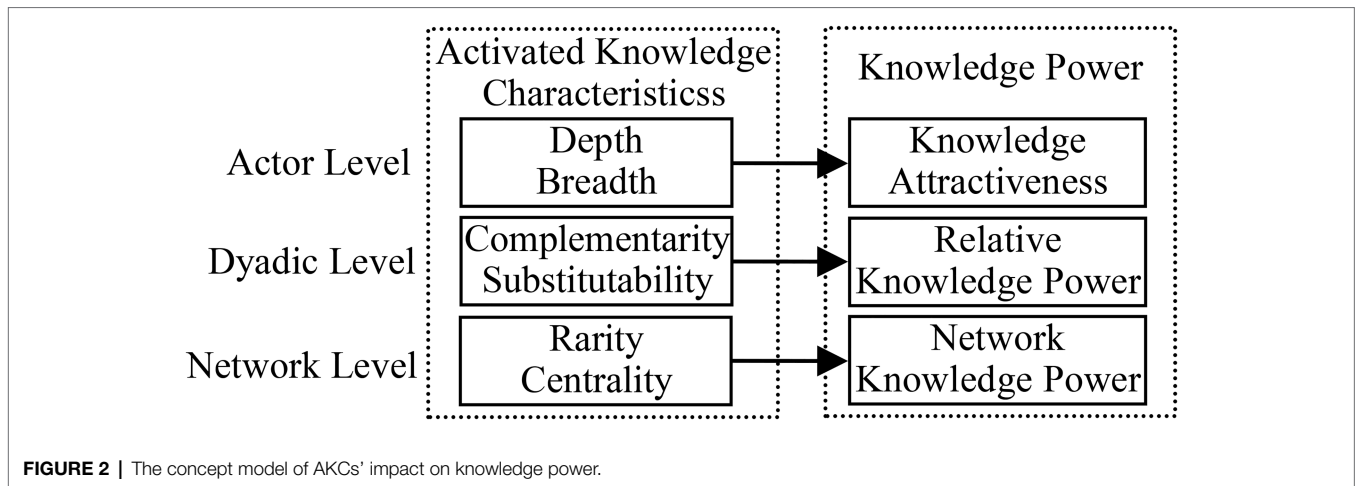 Activated Knowledge
Characteristicss
Knowledge Power
Actor Level
Depth
Breadth
Knowledge
Attractiveness
Dyadic Level
Complementarity
Substitutability
Relative
Knowledge Power
Network Level
Rarity
Centrality
Network
Knowledge Power
FIGURE 2 | The concept model of AKCs' impact on knowledge power.